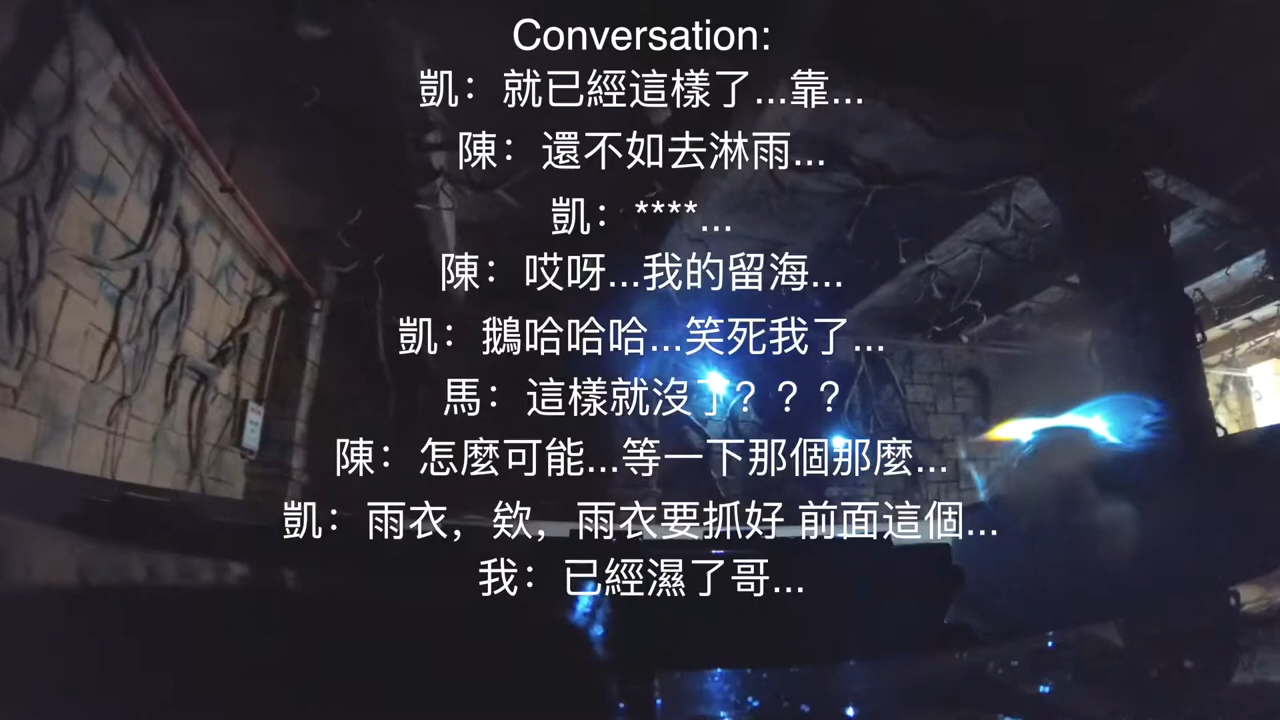 Conversation:
凱：就已經這樣了...靠...
陳：還不如去淋雨...
凱：****...
陳：哎呀...我的留海...
凱：鵝哈哈哈...笑死我了...
馬：這樣就沒了？？？
陳：怎麼可能...等一下那個那麼...
凱：雨衣，欸，雨衣要抓好 前面這個...
我：已經濕了哥...